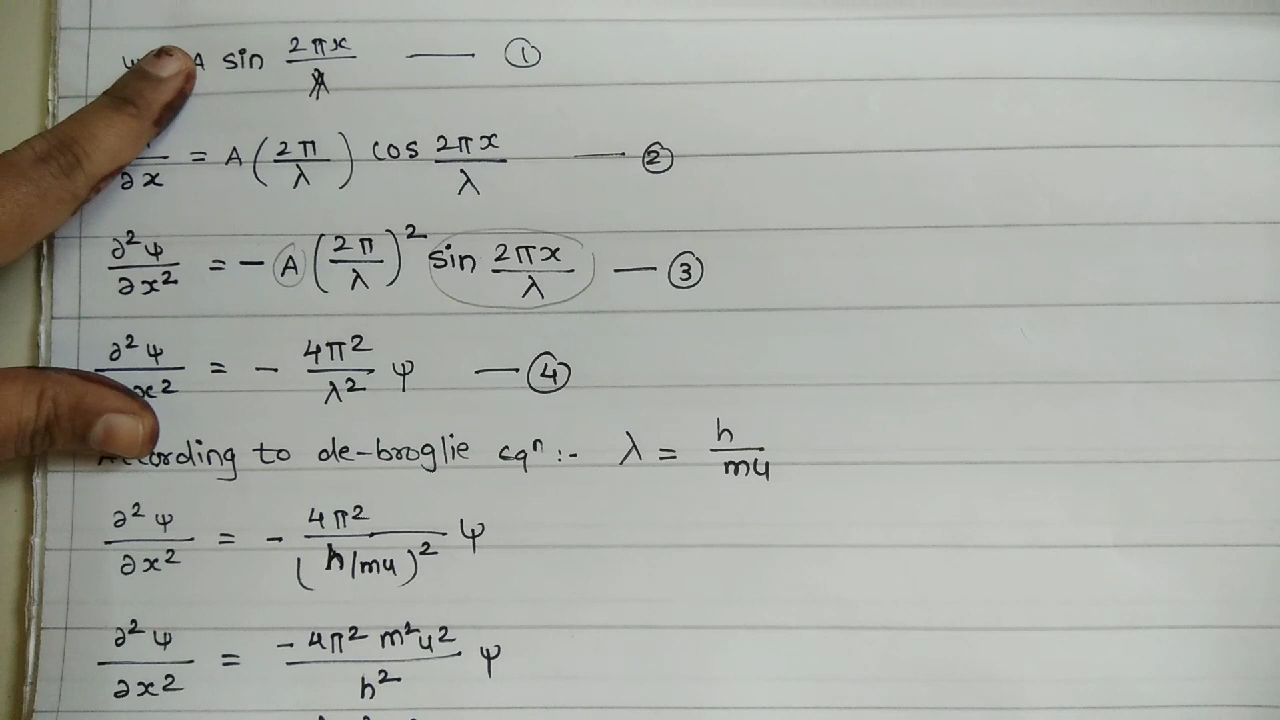 ψ A sin 2πx/λ — ①
∂x = A (2π/λ) cos 2πx/λ — ②
∂²ψ/∂x² = - A (2π/λ)² sin 2πx/λ — ③
∂²ψ/x² = - 4π²/λ² ψ — ④
According to de-broglie eqⁿ :- λ = h/mu
∂²ψ/∂x² = - 4π²/(h/mu)² ψ
∂²ψ/∂x² = -4π² m²u²/h² ψ